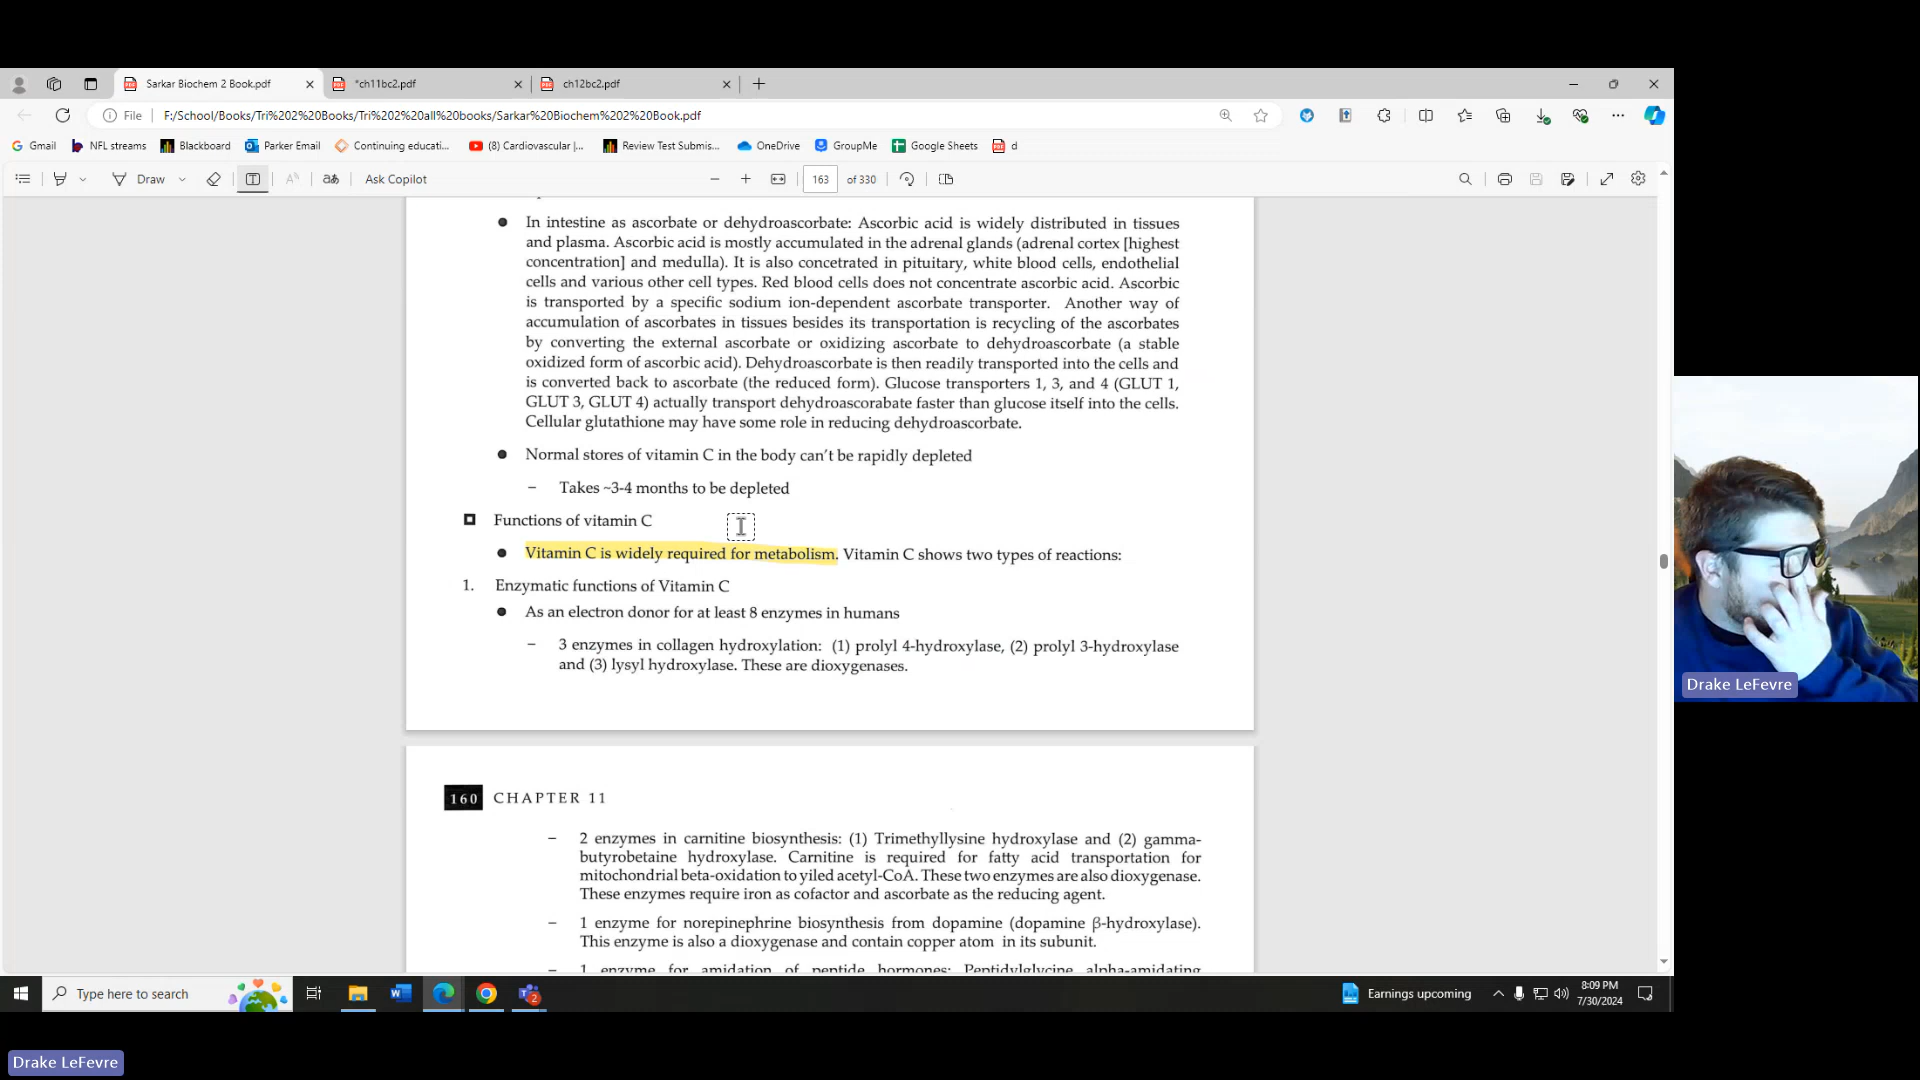 Sarkar Biochem 2 Book.pdf
*ch11bc2.pdf
ch12bc2.pdf
File
F:/School/Books/Tri%202%20Books/Tri%202%20all%20books/Sarkar%20Biochem%202%20Book.pdf
Gmail
NFL streams
Blackboard
Parker Email
Continuing educati...
(8) Cardiovascular |...
Review Test Submis...
OneDrive
GroupMe
Google Sheets
d
Draw
Ask Copilot
163
of 330
In intestine as ascorbate or dehydroascorbate: Ascorbic acid is widely distributed in tissues
and plasma. Ascorbic acid is mostly accumulated in the adrenal glands (adrenal cortex [highest
concentration] and medulla). It is also concetrated in pituitary, white blood cells, endothelial
cells and various other cell types. Red blood cells does not concentrate ascorbic acid. Ascorbic
is transported by a specific sodium ion-dependent ascorbate transporter. Another way of
accumulation of ascorbates in tissues besides its transportation is recycling of the ascorbates
by converting the external ascorbate or oxidizing ascorbate to dehydroascorbate (a stable
oxidized form of ascorbic acid). Dehydroascorbate is then readily transported into the cells and
is converted back to ascorbate (the reduced form). Glucose transporters 1, 3, and 4 (GLUT 1,
GLUT 3, GLUT 4) actually transport dehydroascorabate faster than glucose itself into the cells.
Cellular glutathione may have some role in reducing dehydroascorbate.
Normal stores of vitamin C in the body can't be rapidly depleted
– Takes ~3-4 months to be depleted
Functions of vitamin C
Vitamin C is widely required for metabolism. Vitamin C shows two types of reactions:
1. Enzymatic functions of Vitamin C
As an electron donor for at least 8 enzymes in humans
– 3 enzymes in collagen hydroxylation: (1) prolyl 4-hydroxylase, (2) prolyl 3-hydroxylase
and (3) lysyl hydroxylase. These are dioxygenases.
160 CHAPTER 11
– 2 enzymes in carnitine biosynthesis: (1) Trimethyllysine hydroxylase and (2) gamma-
butyrobetaine hydroxylase. Carnitine is required for fatty acid transportation for
mitochondrial beta-oxidation to yiled acetyl-CoA. These two enzymes are also dioxygenase.
These enzymes require iron as cofactor and ascorbate as the reducing agent.
– 1 enzyme for norepinephrine biosynthesis from dopamine (dopamine β-hydroxylase).
This enzyme is also a dioxygenase and contain copper atom in its subunit.
– 1 enzyme for amidation of peptide hormones: Peptidylglycine alpha-amidating
Drake LeFevre
Type here to search
Earnings upcoming
8:09 PM
7/30/2024
Drake LeFevre